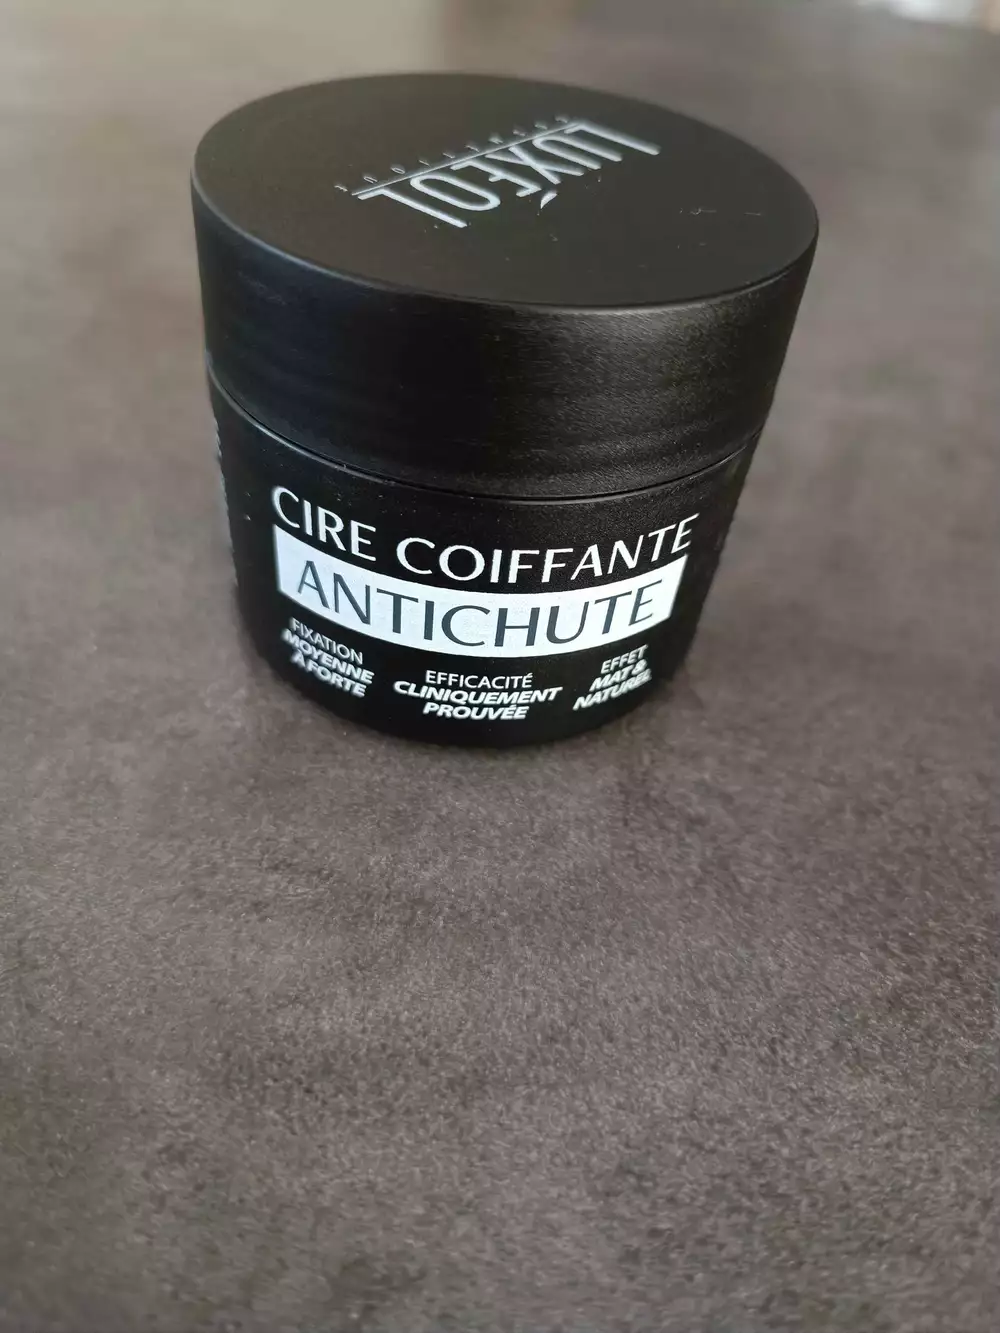 LUXÉOL
CIRE COIFFANTE
ANTICHUTE
FIXATION
MOYENNE
À FORTE
EFFICACITÉ
CLINIQUEMENT
PROUVÉE
EFFET
MAT &
NATUREL